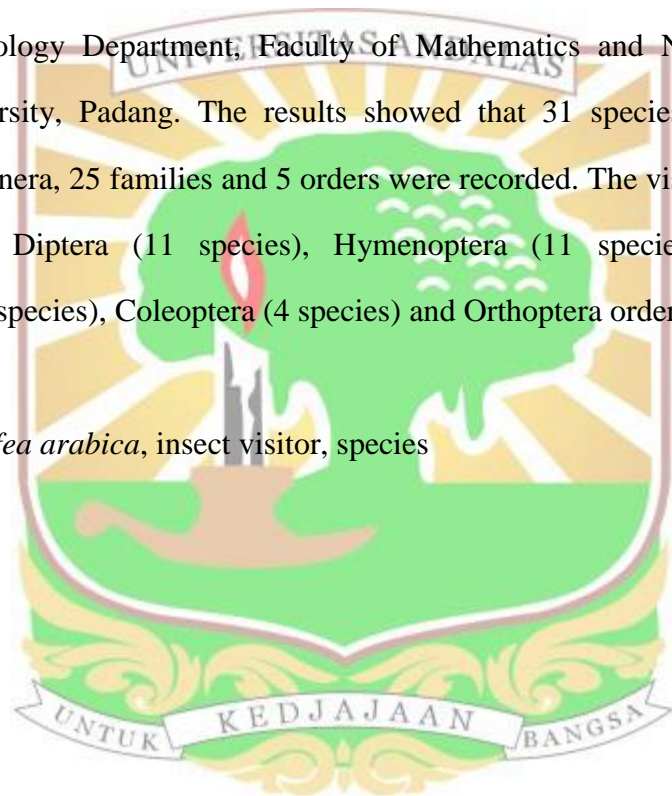 ology Department, Faculty of Mathematics and N
UNIVERSITAS ANDALAS
rsity, Padang. The results showed that 31 specie
nera, 25 families and 5 orders were recorded. The vi
Diptera (11 species), Hymenoptera (11 specie
species), Coleoptera (4 species) and Orthoptera order
fea arabica, insect visitor, species
UNTUK KEDJAJAAN BANGSA